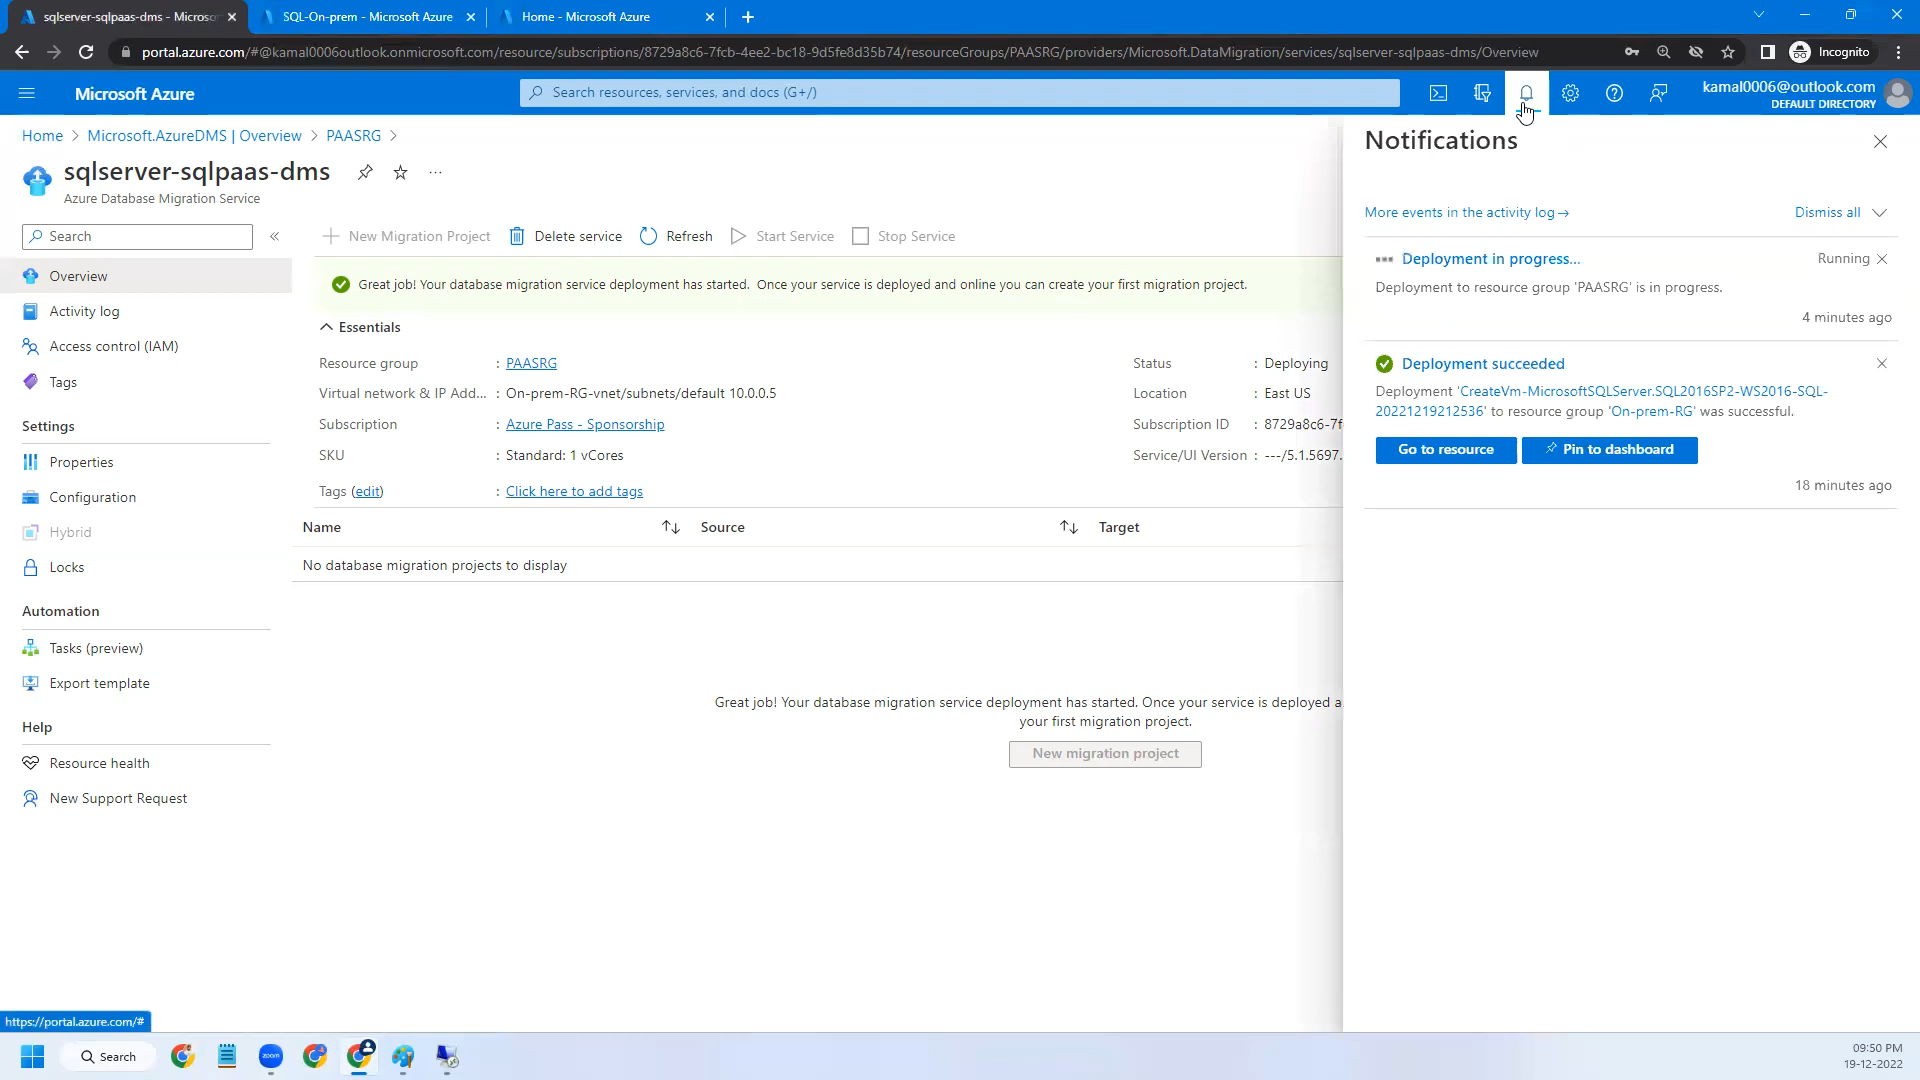 sqlserver-sqlpaas-dms - Microso
SQL-On-prem - Microsoft Azure
Home - Microsoft Azure
portal.azure.com/#@kamal0006outlook.onmicrosoft.com/resource/subscriptions/8729a8c6-7fcb-4ee2-bc18-9d5fe8d35b74/resourceGroups/PAASRG/providers/Microsoft.DataMigration/services/sqlserver-sqlpaas-dms/Overview
Incognito
Microsoft Azure
Search resources, services, and docs (G+/)
kamal0006@outlook.com
DEFAULT DIRECTORY
Home > Microsoft.AzureDMS | Overview > PAASRG >
sqlserver-sqlpaas-dms
Azure Database Migration Service
Search
Overview
Activity log
Access control (IAM)
Tags
Settings
Properties
Configuration
Hybrid
Locks
Automation
Tasks (preview)
Export template
Help
Resource health
New Support Request
New Migration Project
Delete service
Refresh
Start Service
Stop Service
Great job! Your database migration service deployment has started. Once your service is deployed and online you can create your first migration project.
Essentials
Resource group : PAASRG
Virtual network & IP Add... : On-prem-RG-vnet/subnets/default 10.0.0.5
Subscription : Azure Pass - Sponsorship
SKU : Standard: 1 vCores
Tags (edit) : Click here to add tags
Status : Deploying
Location : East US
Subscription ID : 8729a8c6-7f
Service/UI Version : ---/5.1.5697.
Name Source Target
No database migration projects to display
Great job! Your database migration service deployment has started. Once your service is deployed a
your first migration project.
New migration project
Notifications
More events in the activity log →
Dismiss all
Deployment in progress...
Running
Deployment to resource group 'PAASRG' is in progress.
4 minutes ago
Deployment succeeded
Deployment 'CreateVm-MicrosoftSQLServer.SQL2016SP2-WS2016-SQL-
20221219212536' to resource group 'On-prem-RG' was successful.
Go to resource
Pin to dashboard
18 minutes ago
https://portal.azure.com/#
Search
zoom
09:50 PM
19-12-2022